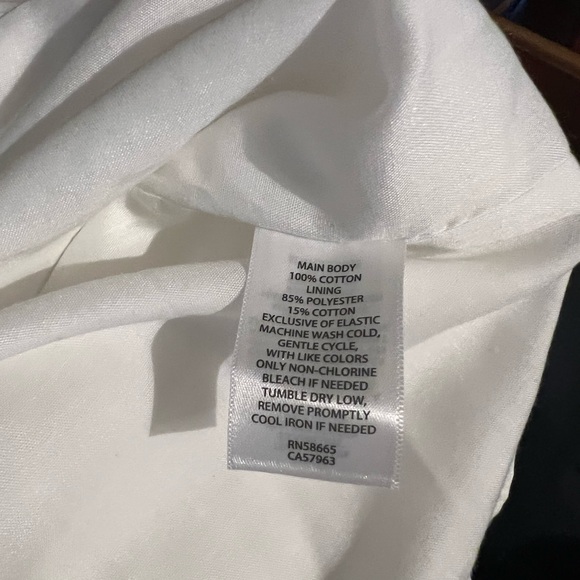 MAIN BODY
100% COTTON
LINING
85% POLYESTER
15% COTTON
EXCLUSIVE OF ELASTIC
MACHINE WASH COLD,
GENTLE CYCLE,
WITH LIKE COLORS
ONLY NON-CHLORINE
BLEACH IF NEEDED
TUMBLE DRY LOW,
REMOVE PROMPTLY
COOL IRON IF NEEDED
RN58665
CA57963